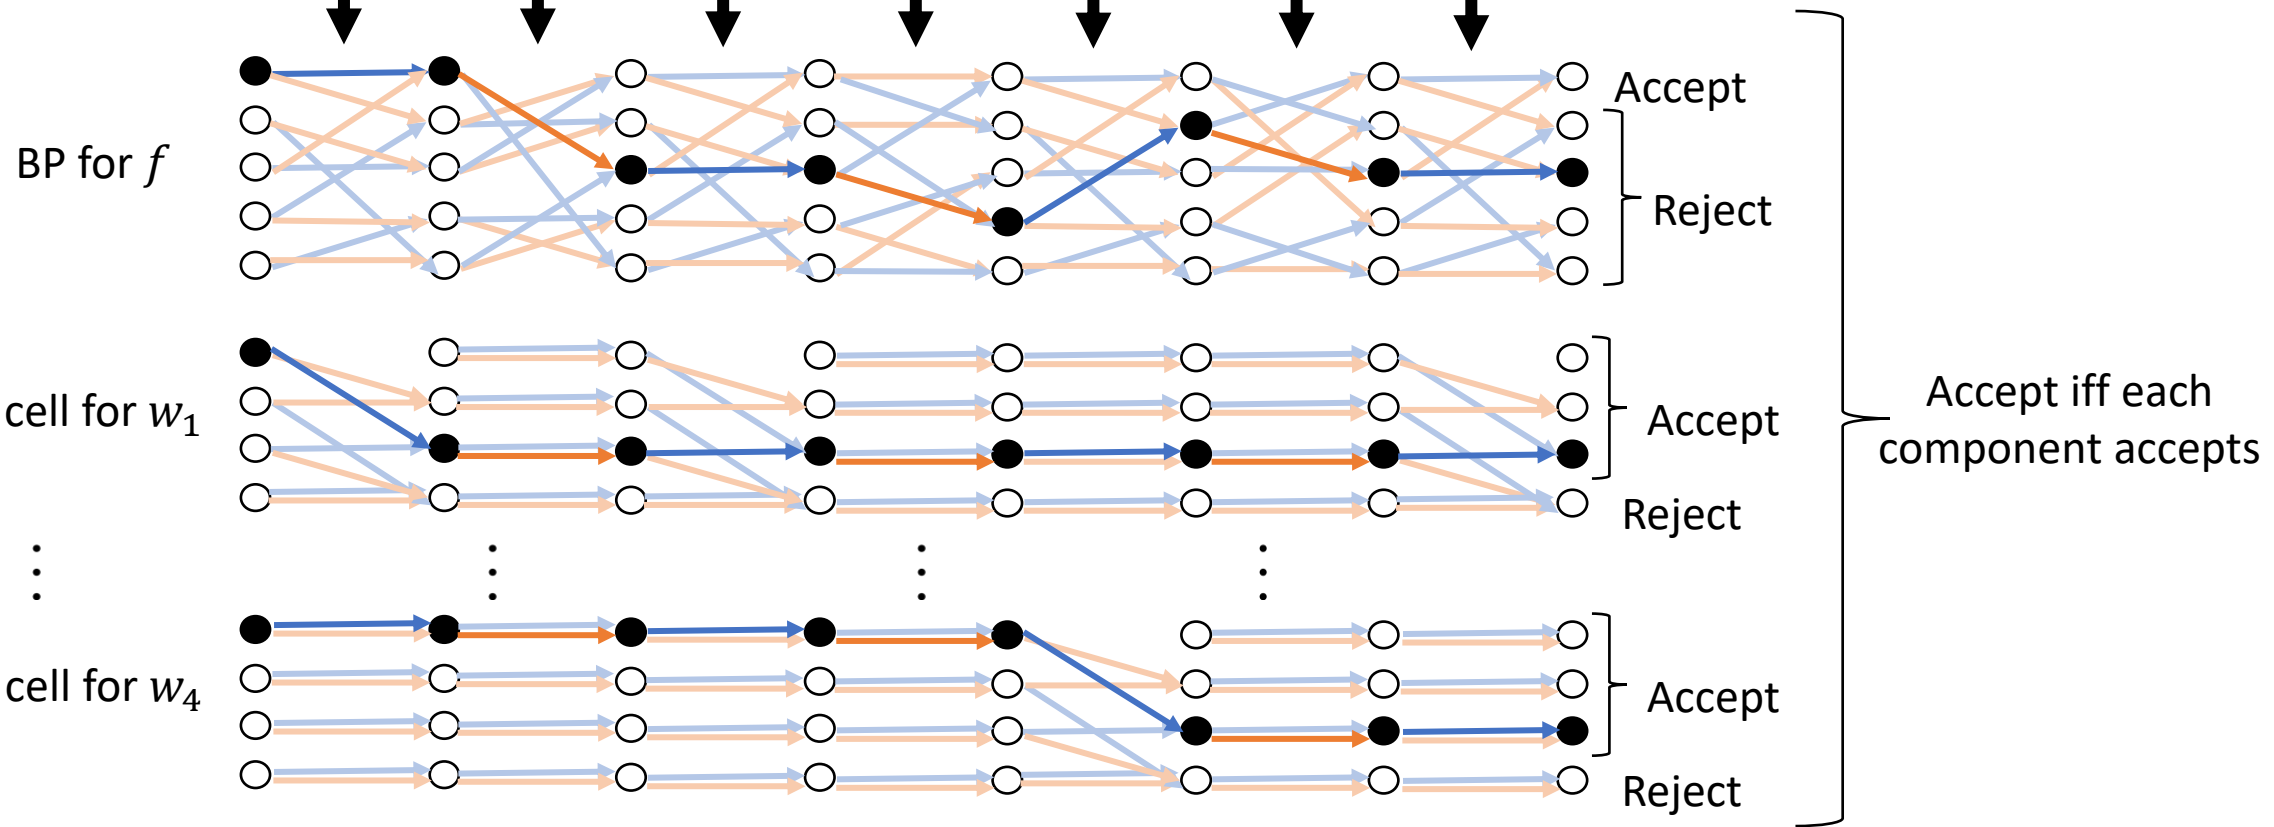 Accept
BP for f
Reject
cell for w₁
Accept
Accept iff each
component accepts
Reject
cell for w₄
Accept
Reject